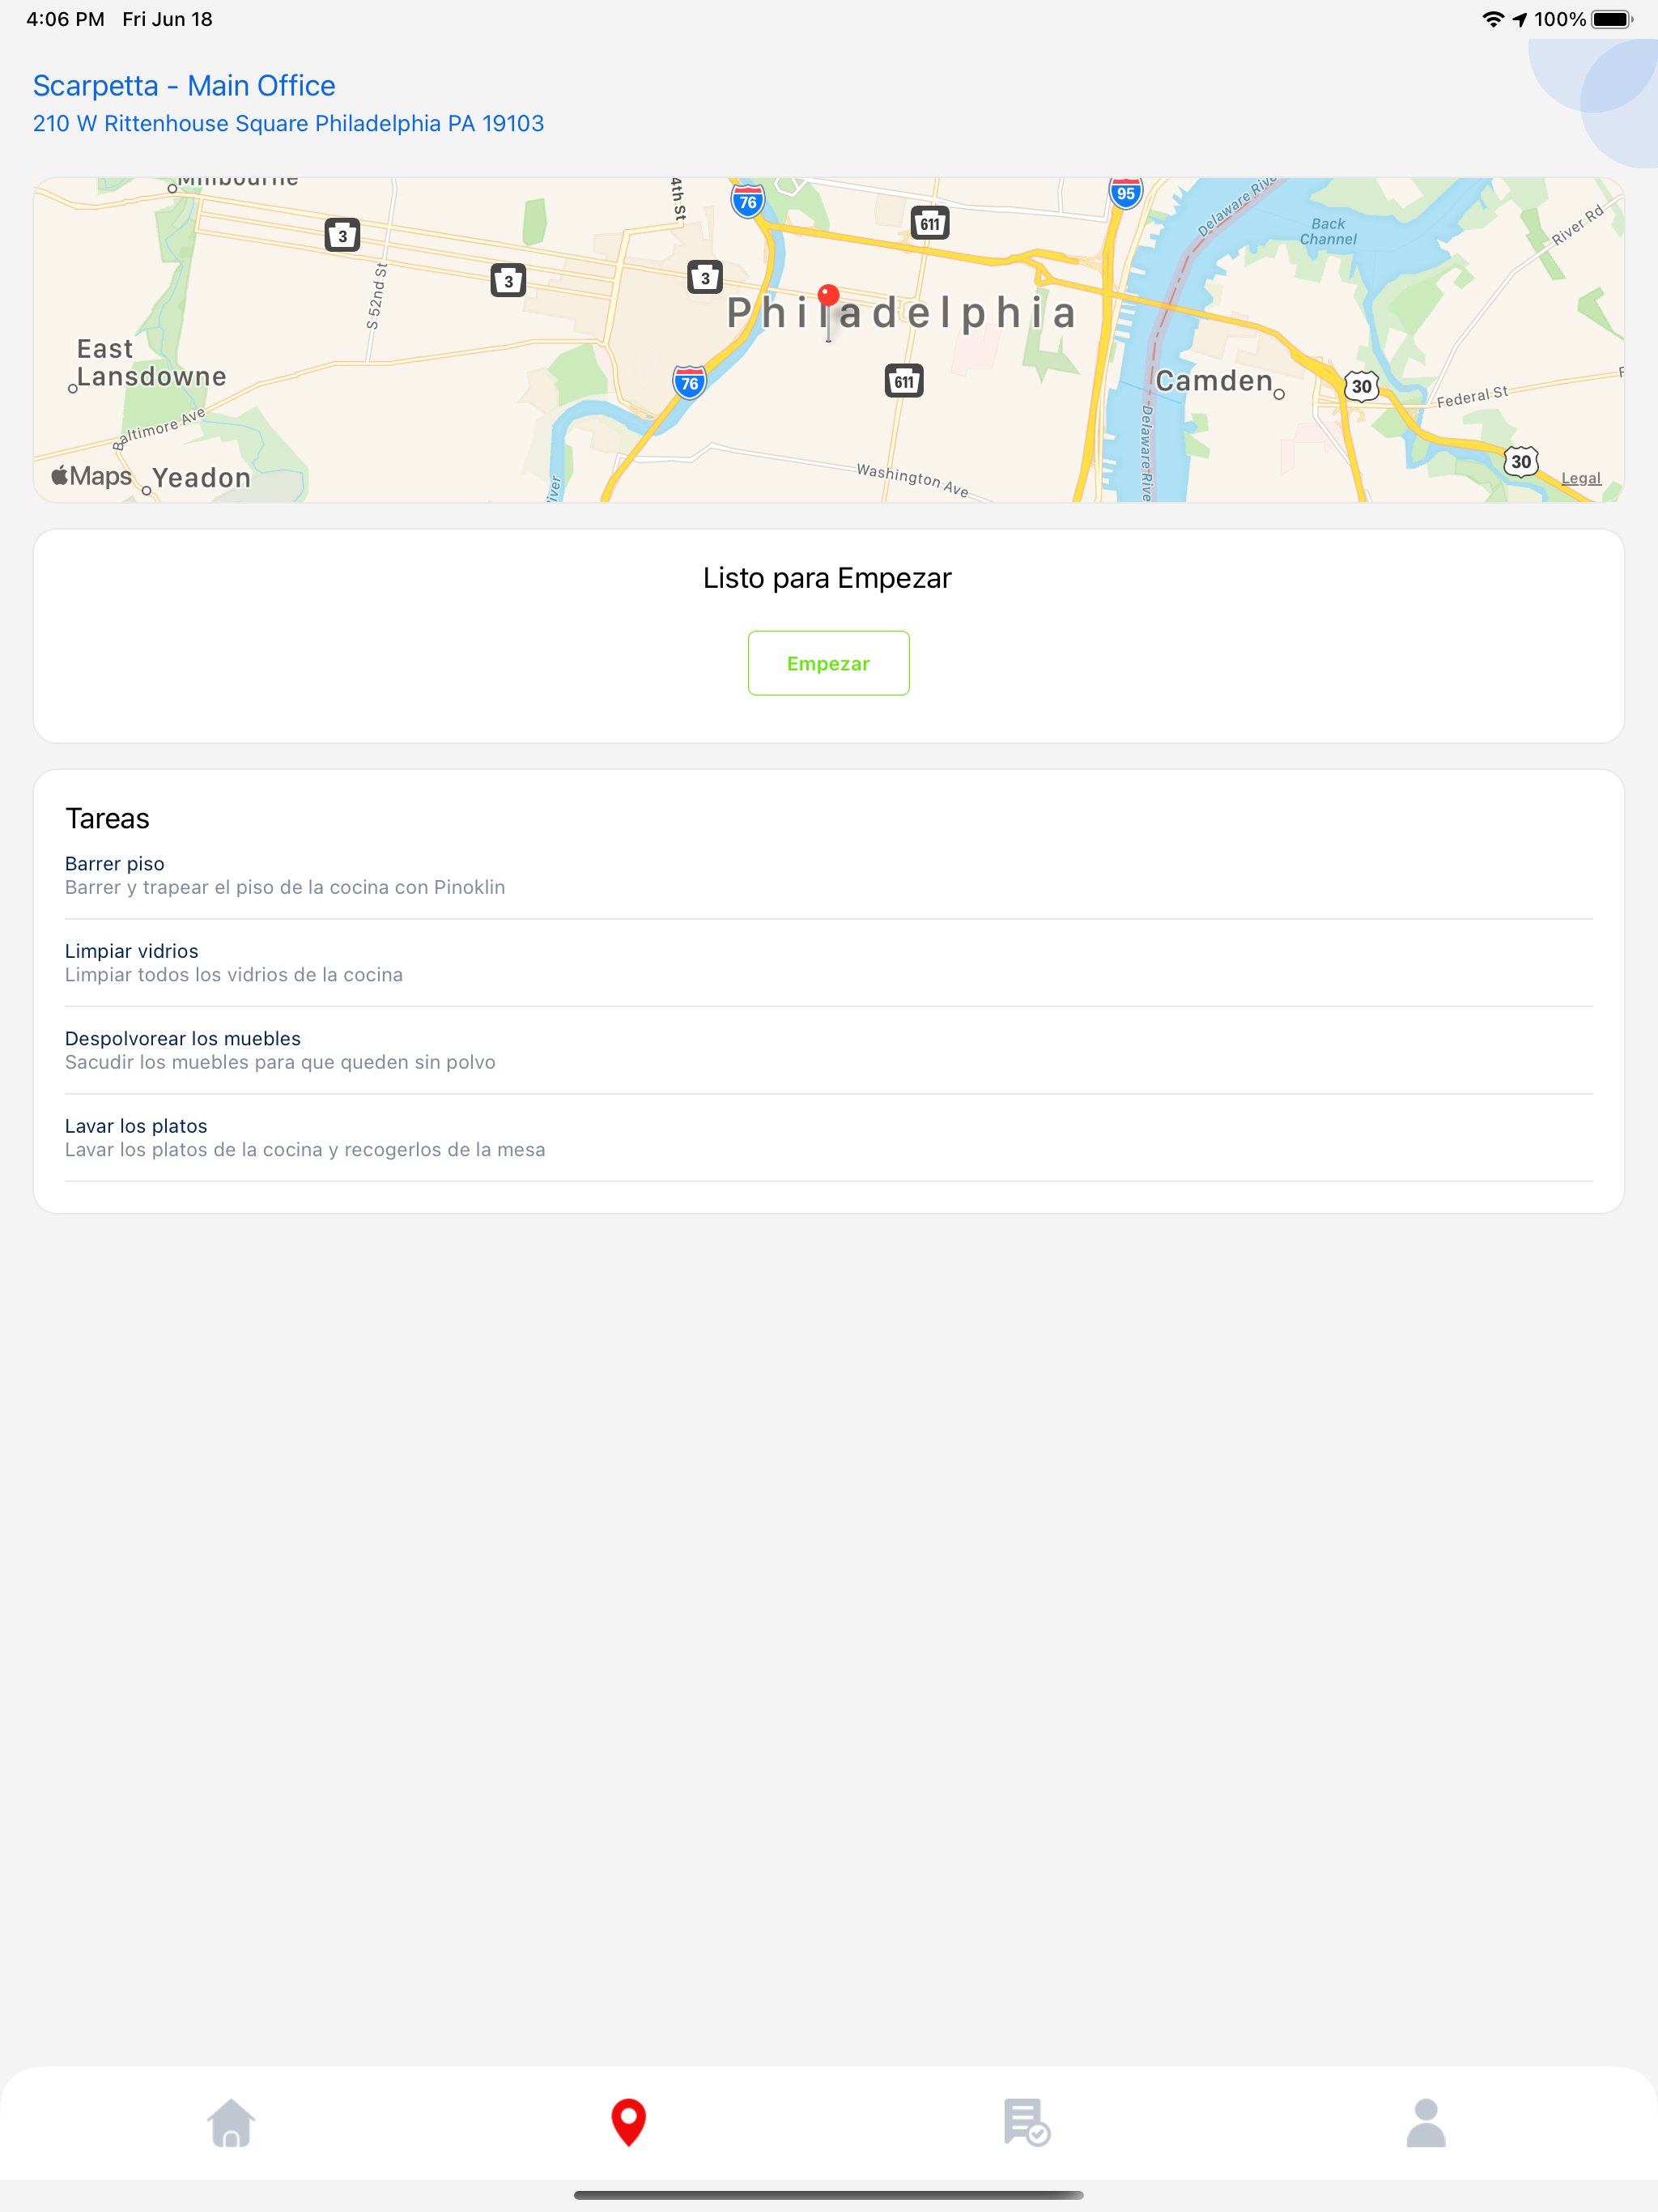 4:06 PM Fri Jun 18
100%
Scarpetta - Main Office
210 W Rittenhouse Square Philadelphia PA 19103
Millbourne
4th St
76
95
Delaware River
611
Back
Channel
River Rd
3
3
3
S 52nd St
Philadelphia
East
Lansdowne
76
611
Camden
30
Federal St
Baltimore Ave
Delaware River
Maps
Yeadon
Washington Ave
30
Legal
Listo para Empezar
Empezar
Tareas
Barrer piso
Barrer y trapear el piso de la cocina con Pinoklin
Limpiar vidrios
Limpiar todos los vidrios de la cocina
Despolvorear los muebles
Sacudir los muebles para que queden sin polvo
Lavar los platos
Lavar los platos de la cocina y recogerlos de la mesa